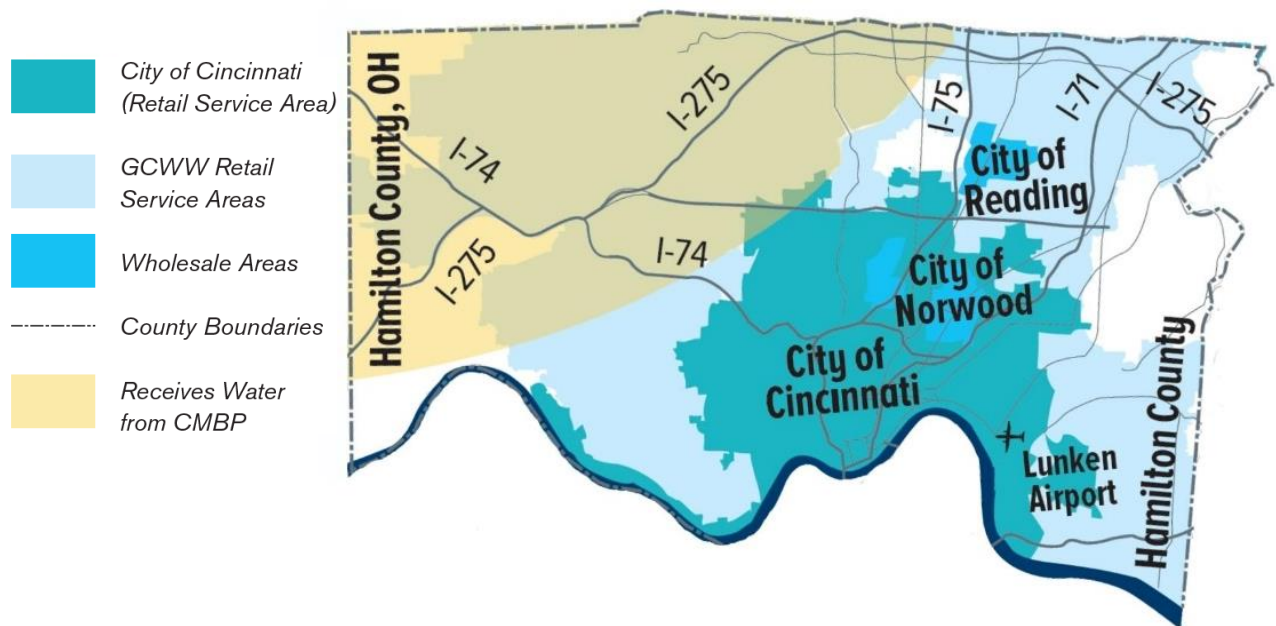 City of Cincinnati
(Retail Service Area)
GCWW Retail
Service Areas
Wholesale Areas
County Boundaries
Receives Water
from CMBP
Hamilton County, OH
I-74
I-275
I-275
I-74
I-75
I-71
I-275
City of
Reading
City of
Norwood
City of
Cincinnati
Lunken
Airport
Hamilton County